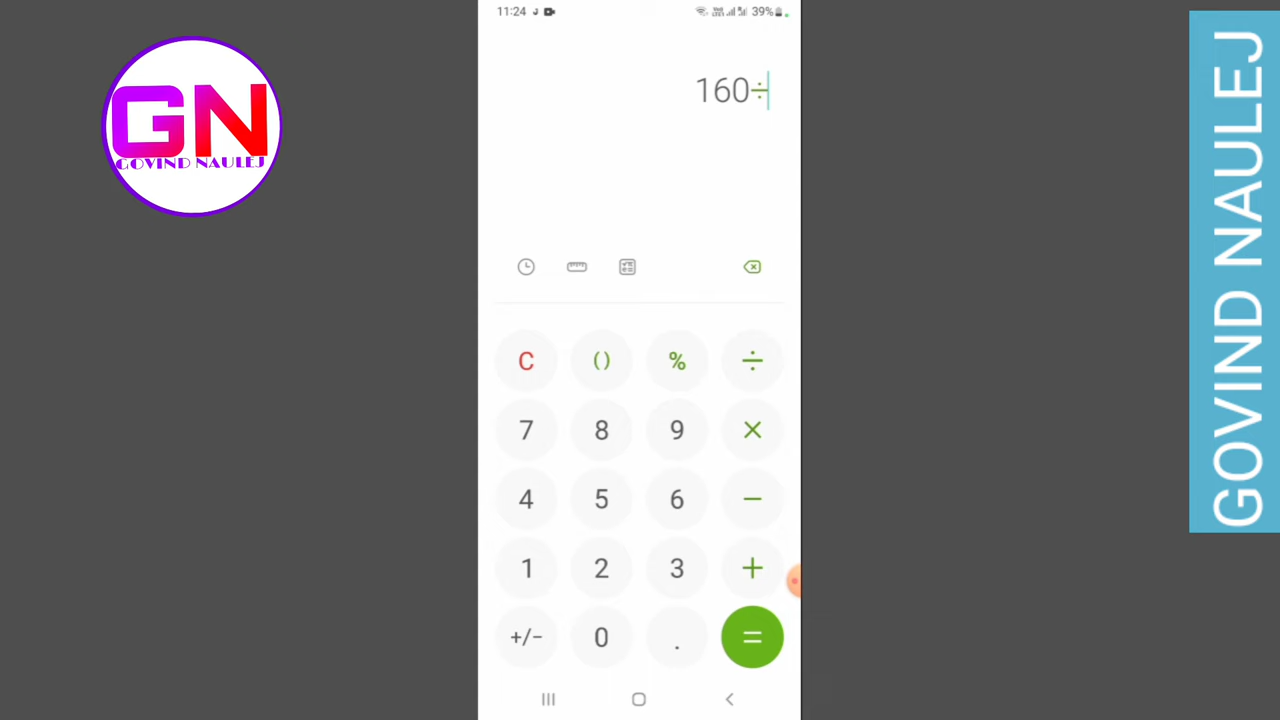 11:24
39%
GN
GOVIND NAULEJ
160÷
C () % ÷
7 8 9 ×
4 5 6 −
1 2 3 +
+/− 0 . =
GOVIND NAULEJ